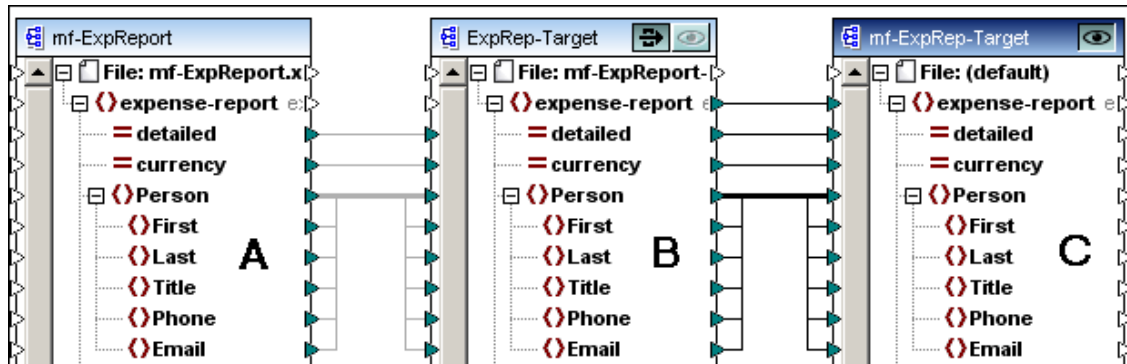 mf-ExpReport
File: mf-ExpReport.x
expense-report
detailed
currency
Person
First
Last
Title
Phone
Email
A
ExpRep-Target
File: mf-ExpReport-
expense-report
detailed
currency
Person
First
Last
Title
Phone
Email
B
mf-ExpRep-Target
File: (default)
expense-report
detailed
currency
Person
First
Last
Title
Phone
Email
C